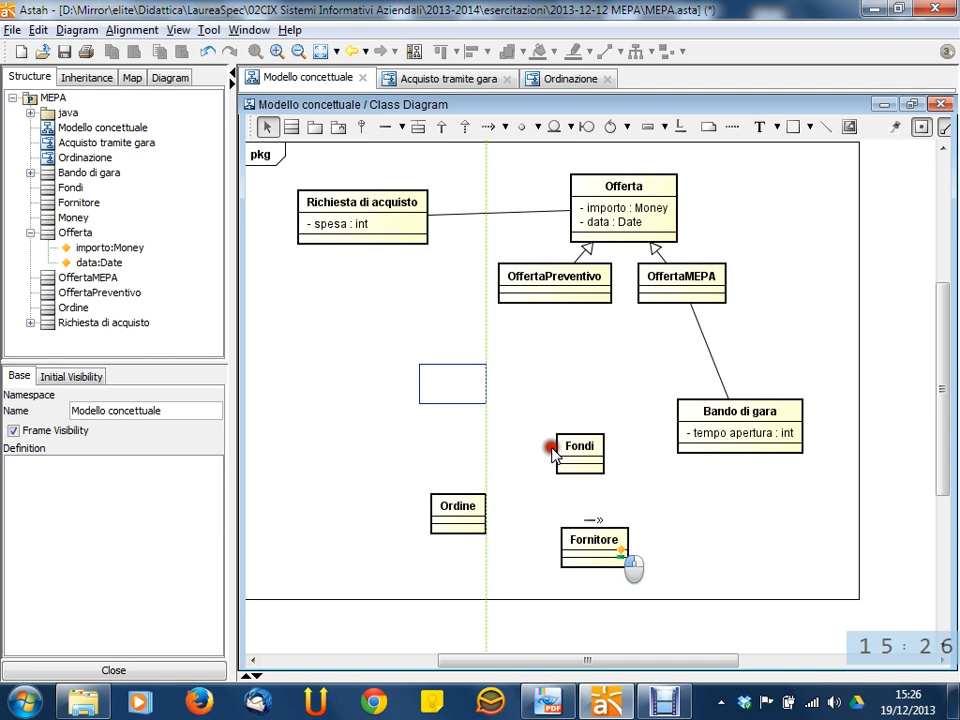 Astah - [D:\Mirror\elite\Didattica\LaureaSpec\02CIX Sistemi Informativi Aziendali\2013-2014\esercitazioni\2013-12-12 MEPA\MEPA.asta] (*)
File Edit Diagram Alignment View Tool Window Help
Structure Inheritance Map Diagram
Modello concettuale Acquisto tramite gara Ordinazione
MEPA
java
Modello concettuale
Acquisto tramite gara
Ordinazione
Bando di gara
Fondi
Fornitore
Money
Offerta
importo:Money
data:Date
OffertaMEPA
OffertaPreventivo
Ordine
Richiesta di acquisto
Base Initial Visibility
Namespace
Name Modello concettuale
Frame Visibility
Definition
Close
Modello concettuale / Class Diagram
T
pkg
Richiesta di acquisto
- spesa : int
Offerta
- importo : Money
- data : Date
OffertaPreventivo
OffertaMEPA
Bando di gara
- tempo apertura : int
Fondi
Ordine
Fornitore
15:26
15:26
19/12/2013
PDF